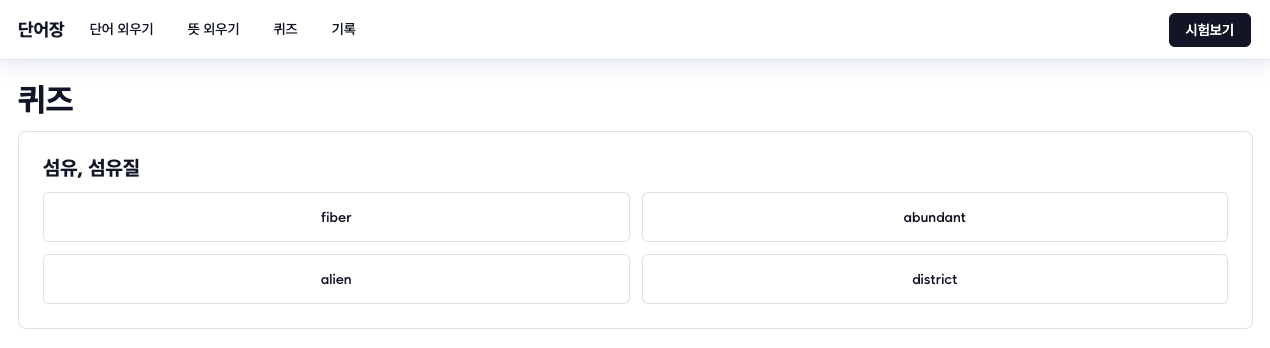 단어장 단어 외우기 뜻 외우기 퀴즈 기록 시험보기
퀴즈
섬유, 섬유질
fiber abundant
alien district